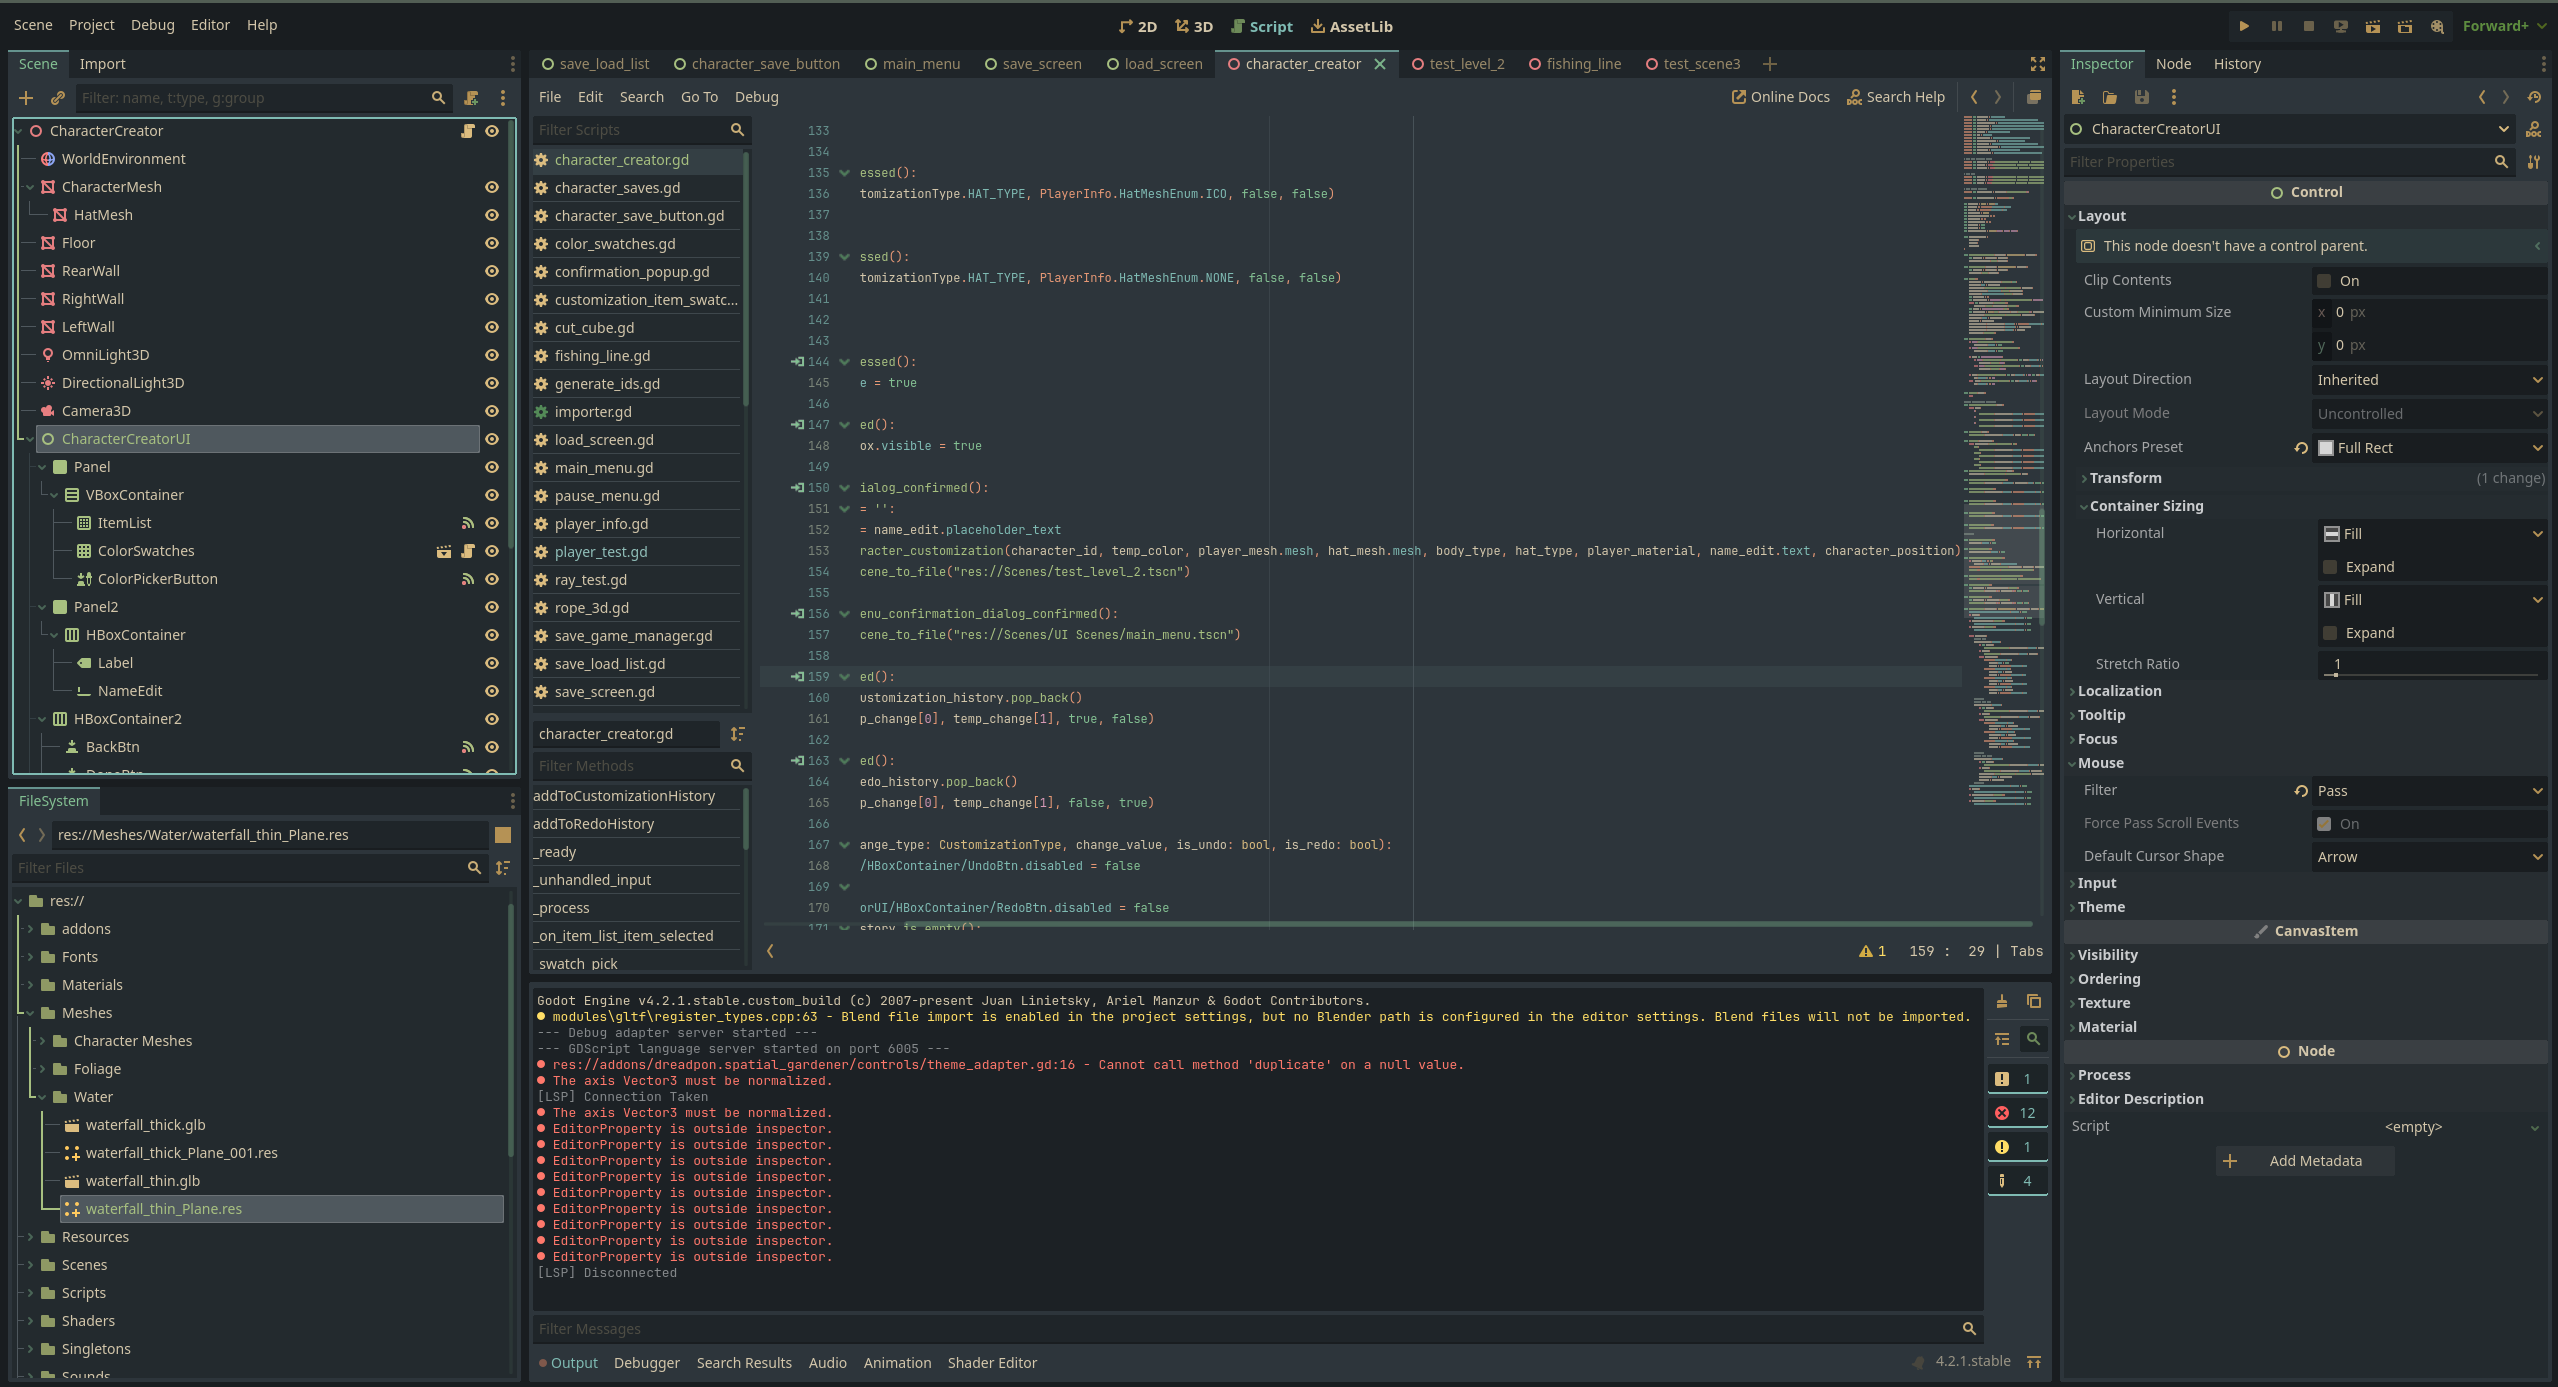 Scene Project Debug Editor Help
2D 3D Script AssetLib
Forward+
Scene Import
Filter: name, t:type, g:group
CharacterCreator
WorldEnvironment
CharacterMesh
HatMesh
Floor
RearWall
RightWall
LeftWall
OmniLight3D
DirectionalLight3D
Camera3D
CharacterCreatorUI
Panel
VBoxContainer
ItemList
ColorSwatches
ColorPickerButton
Panel2
HBoxContainer
Label
NameEdit
HBoxContainer2
BackBtn
DoneBtn
FileSystem
res://Meshes/Water/waterfall_thin_Plane.res
Filter Files
res://
addons
Fonts
Materials
Meshes
Character Meshes
Foliage
Water
waterfall_thick.glb
waterfall_thick_Plane_001.res
waterfall_thin.glb
waterfall_thin_Plane.res
Resources
Scenes
Scripts
Shaders
Singletons
Sounds
save_load_list character_save_button main_menu save_screen load_screen character_creator test_level_2 fishing_line test_scene3
File Edit Search Go To Debug
Online Docs Search Help
Filter Scripts
character_creator.gd
character_saves.gd
character_save_button.gd
color_swatches.gd
confirmation_popup.gd
customization_item_swatc...
cut_cube.gd
fishing_line.gd
generate_ids.gd
importer.gd
load_screen.gd
main_menu.gd
pause_menu.gd
player_info.gd
player_test.gd
ray_test.gd
rope_3d.gd
save_game_manager.gd
save_load_list.gd
save_screen.gd
character_creator.gd
Filter Methods
addToCustomizationHistory
addToRedoHistory
_ready
_unhandled_input
_process
_on_item_list_item_selected
swatch_pick
133
134
135 essed():
136 tomizationType.HAT_TYPE, PlayerInfo.HatMeshEnum.ICO, false, false)
137
138
139 ssed():
140 tomizationType.HAT_TYPE, PlayerInfo.HatMeshEnum.NONE, false, false)
141
142
143
144 essed():
145 e = true
146
147 ed():
148 ox.visible = true
149
150 ialog_confirmed():
151 = '':
152 = name_edit.placeholder_text
153 racter_customization(character_id, temp_color, player_mesh.mesh, hat_mesh.mesh, body_type, hat_type, player_material, name_edit.text, character_position)
154 cene_to_file("res://Scenes/test_level_2.tscn")
155
156 enu_confirmation_dialog_confirmed():
157 cene_to_file("res://Scenes/UI Scenes/main_menu.tscn")
158
159 ed():
160 ustomization_history.pop_back()
161 p_change[0], temp_change[1], true, false)
162
163 ed():
164 edo_history.pop_back()
165 p_change[0], temp_change[1], false, true)
166
167 ange_type: CustomizationType, change_value, is_undo: bool, is_redo: bool):
168 /HBoxContainer/UndoBtn.disabled = false
169
170 orUI/HBoxContainer/RedoBtn.disabled = false
171 story.is_empty():
1 159 : 29 | Tabs
Godot Engine v4.2.1.stable.custom_build (c) 2007-present Juan Linietsky, Ariel Manzur & Godot Contributors.
modules\gltf\register_types.cpp:63 - Blend file import is enabled in the project settings, but no Blender path is configured in the editor settings. Blend files will not be imported.
--- Debug adapter server started ---
--- GDScript language server started on port 6005 ---
res://addons/dreadpon.spatial_gardener/controls/theme_adapter.gd:16 - Cannot call method 'duplicate' on a null value.
The axis Vector3 must be normalized.
[LSP] Connection Taken
The axis Vector3 must be normalized.
EditorProperty is outside inspector.
EditorProperty is outside inspector.
EditorProperty is outside inspector.
EditorProperty is outside inspector.
EditorProperty is outside inspector.
EditorProperty is outside inspector.
EditorProperty is outside inspector.
EditorProperty is outside inspector.
EditorProperty is outside inspector.
[LSP] Disconnected
1
12
1
4
Filter Messages
Output Debugger Search Results Audio Animation Shader Editor
4.2.1.stable
Inspector Node History
CharacterCreatorUI
DOC
Filter Properties
Control
Layout
This node doesn't have a control parent.
Clip Contents On
Custom Minimum Size x 0 px
y 0 px
Layout Direction Inherited
Layout Mode Uncontrolled
Anchors Preset Full Rect
Transform (1 change)
Container Sizing
Horizontal Fill
Expand
Vertical Fill
Expand
Stretch Ratio 1
Localization
Tooltip
Focus
Mouse
Filter Pass
Force Pass Scroll Events On
Default Cursor Shape Arrow
Input
Theme
CanvasItem
Visibility
Ordering
Texture
Material
Node
Process
Editor Description
Script <empty>
Add Metadata